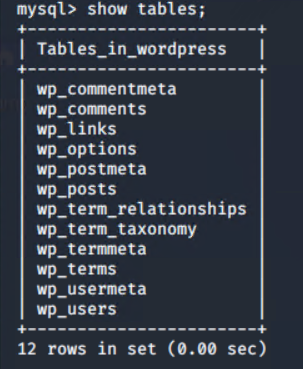 mysql> show tables;
+-----------------------+
| Tables_in_wordpress   |
+-----------------------+
| wp_commentmeta        |
| wp_comments           |
| wp_links              |
| wp_options            |
| wp_postmeta           |
| wp_posts              |
| wp_term_relationships |
| wp_term_taxonomy      |
| wp_termmeta           |
| wp_terms              |
| wp_usermeta           |
| wp_users              |
+-----------------------+
12 rows in set (0.00 sec)